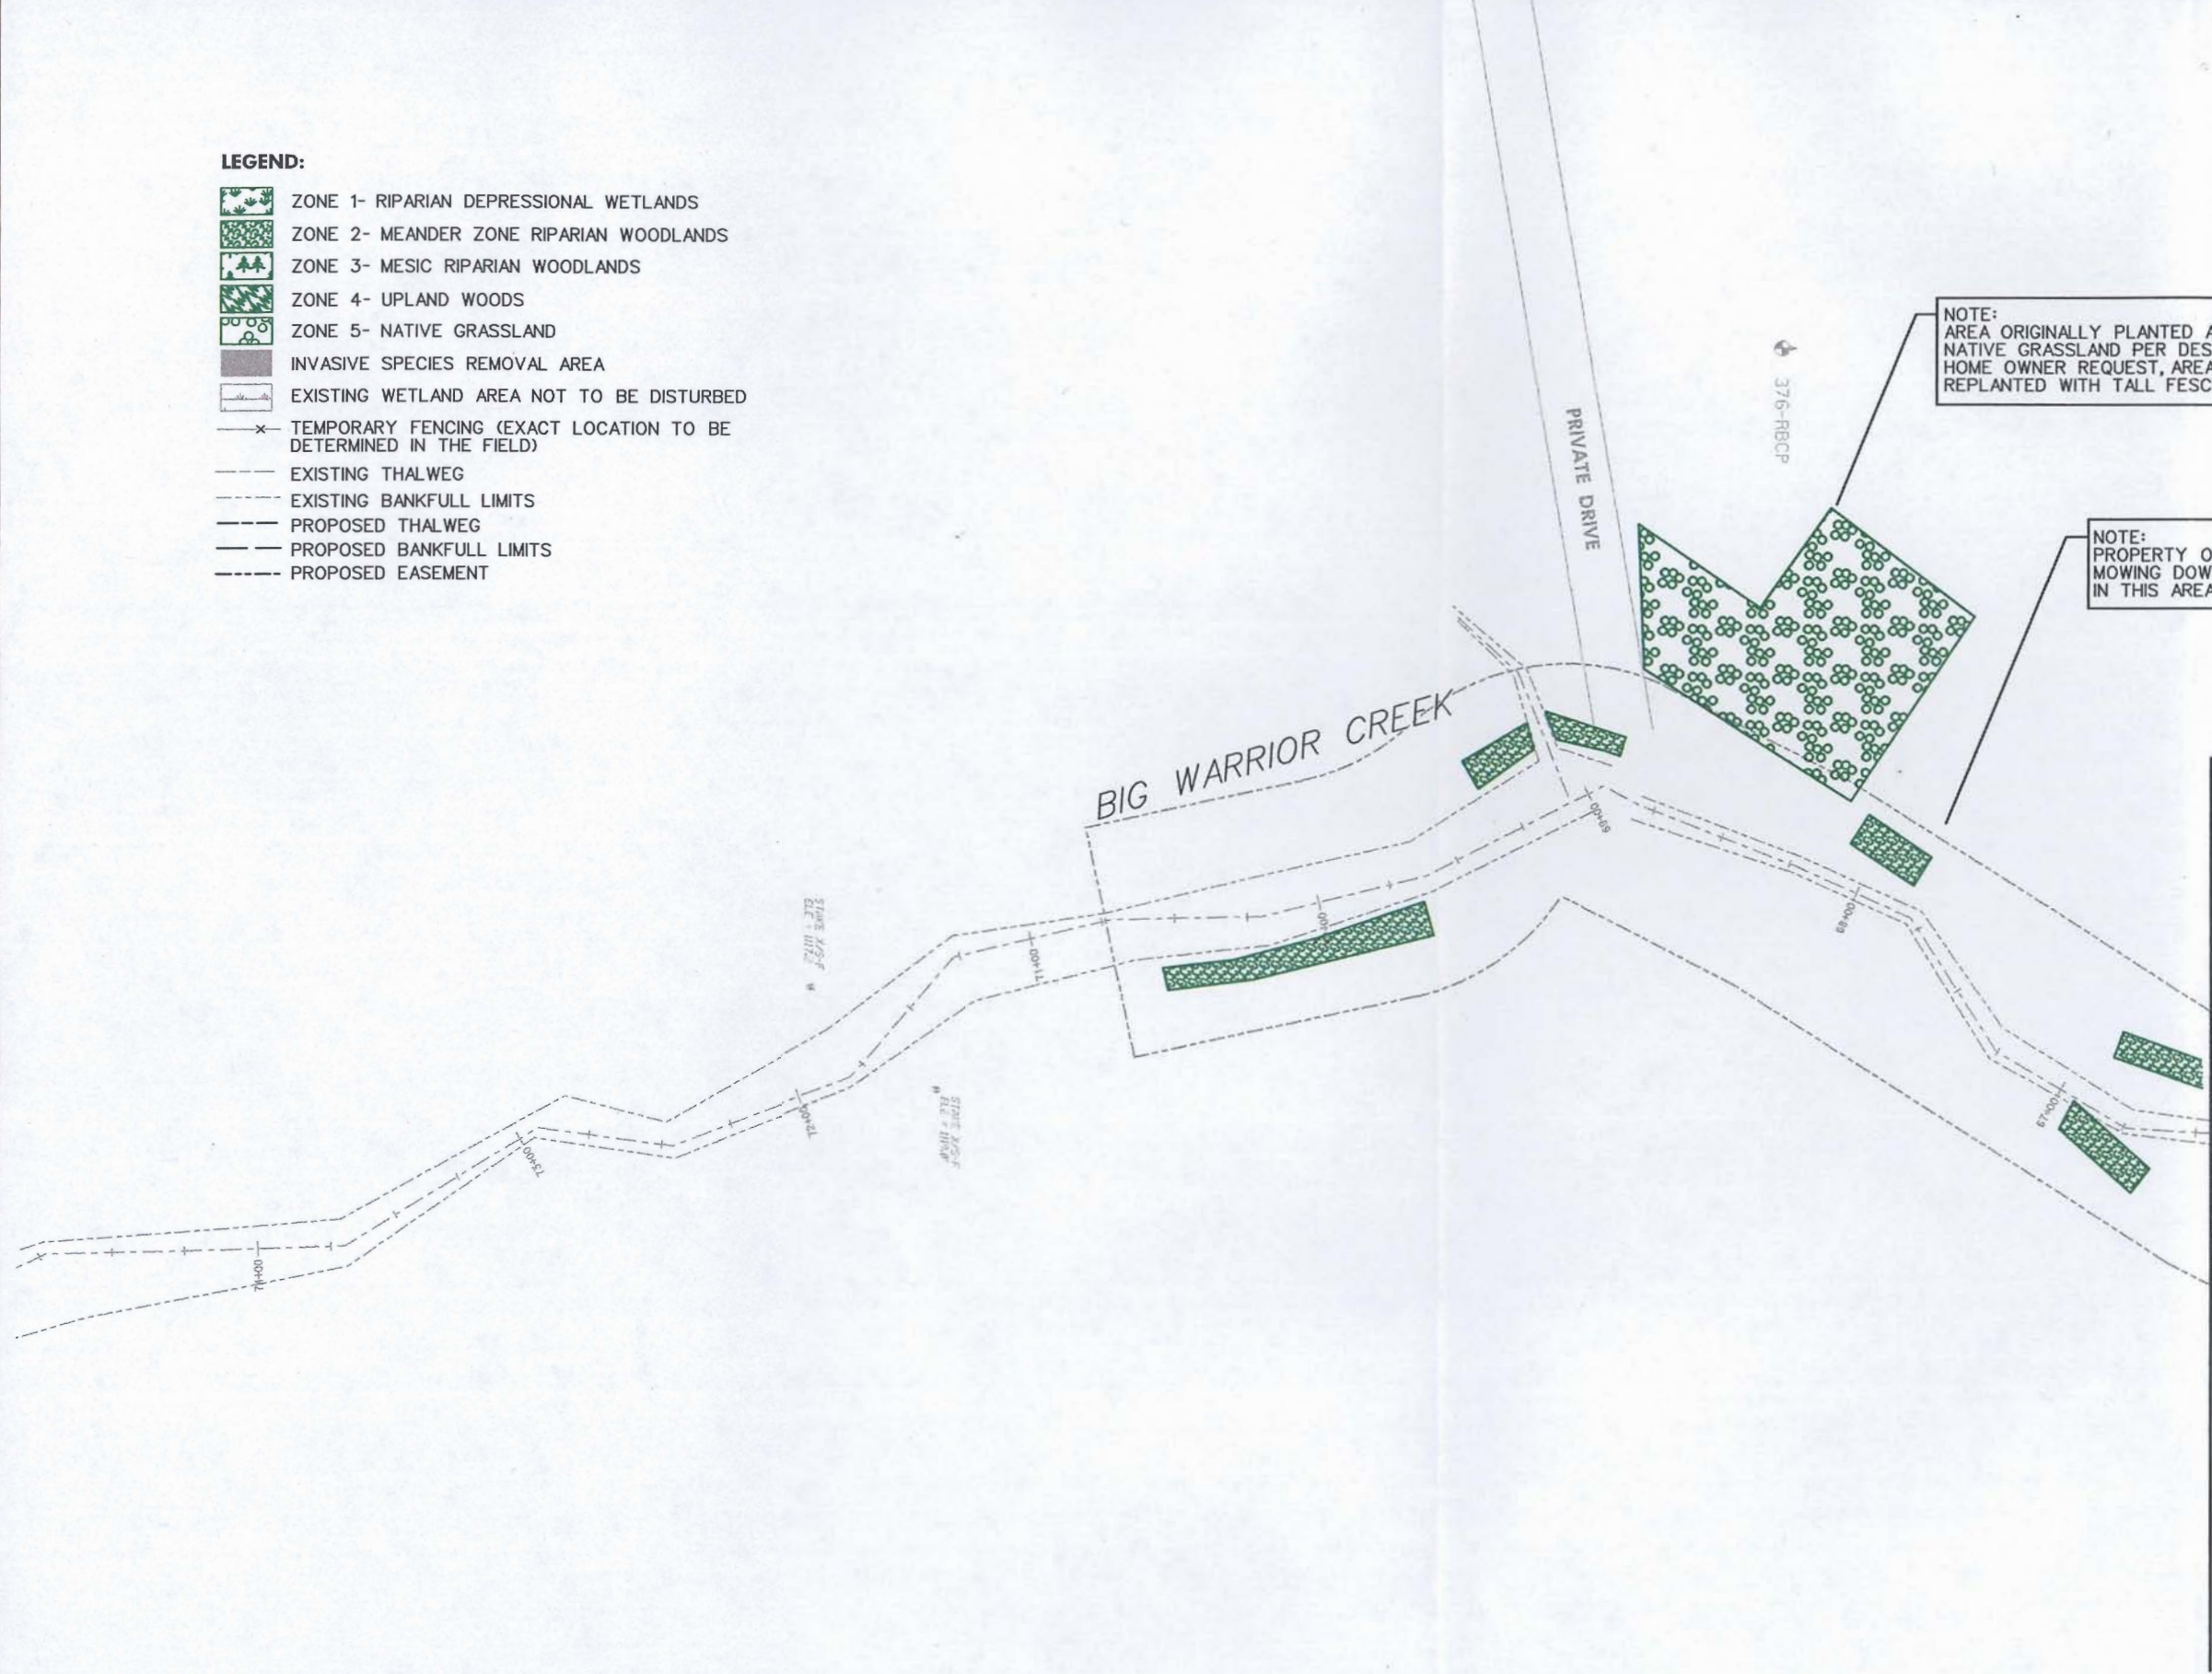 LEGEND:
ZONE 1- RIPARIAN DEPRESSIONAL WETLANDS
ZONE 2- MEANDER ZONE RIPARIAN WOODLANDS
ZONE 3- MESIC RIPARIAN WOODLANDS
ZONE 4- UPLAND WOODS
ZONE 5- NATIVE GRASSLAND
INVASIVE SPECIES REMOVAL AREA
EXISTING WETLAND AREA NOT TO BE DISTURBED
TEMPORARY FENCING (EXACT LOCATION TO BE
DETERMINED IN THE FIELD)
EXISTING THALWEG
EXISTING BANKFULL LIMITS
PROPOSED THALWEG
PROPOSED BANKFULL LIMITS
PROPOSED EASEMENT
NOTE:
AREA ORIGINALLY PLANTED A
NATIVE GRASSLAND PER DES
HOME OWNER REQUEST, AREA
REPLANTED WITH TALL FESC
376-RBCP
PRIVATE DRIVE
NOTE:
PROPERTY O
MOWING DOW
IN THIS AREA
BIG WARRIOR CREEK
69+00
68+00
67+00
71+00
72+00
73+00
74+00